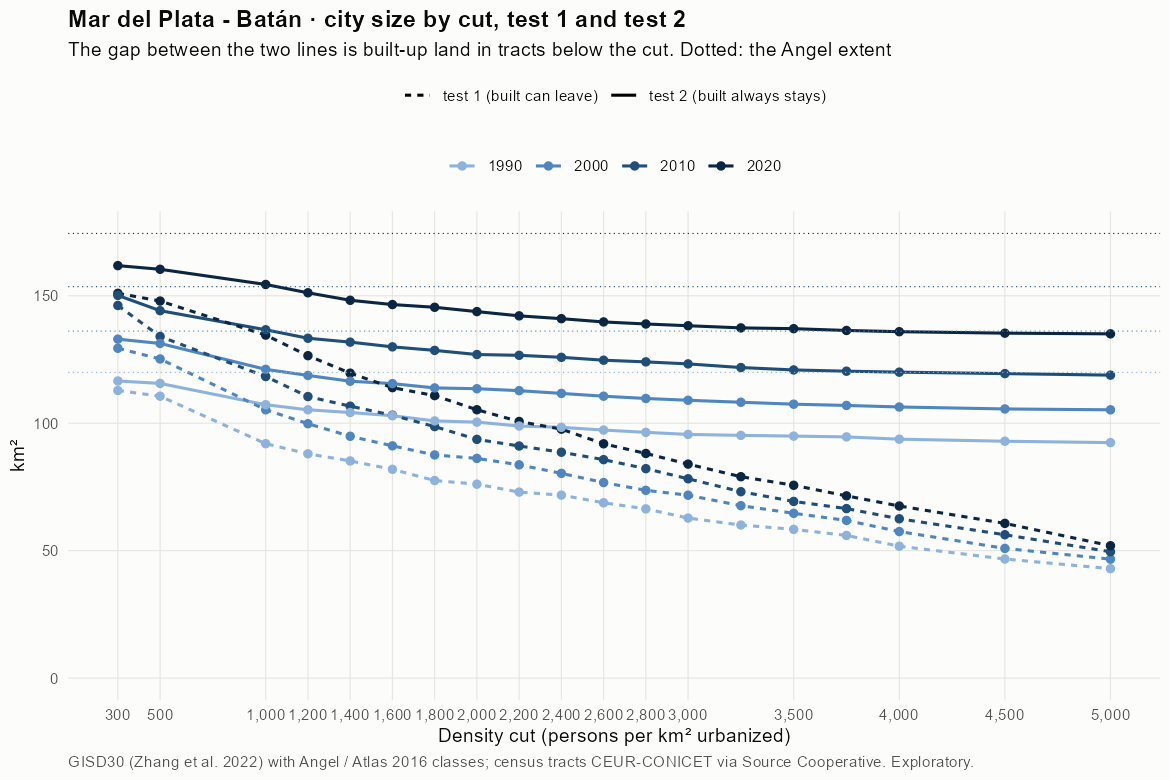 Mar del Plata - Batán · city size by cut, test 1 and test 2
The gap between the two lines is built-up land in tracts below the cut. Dotted: the Angel extent
test 1 (built can leave) test 2 (built always stays)
1990 2000 2010 2020
150
100
50
0
km²
300 500 1,000 1,200 1,400 1,600 1,800 2,000 2,200 2,400 2,600 2,800 3,000 3,500 4,000 4,500 5,000
Density cut (persons per km² urbanized)
GISD30 (Zhang et al. 2022) with Angel / Atlas 2016 classes; census tracts CEUR-CONICET via Source Cooperative. Exploratory.